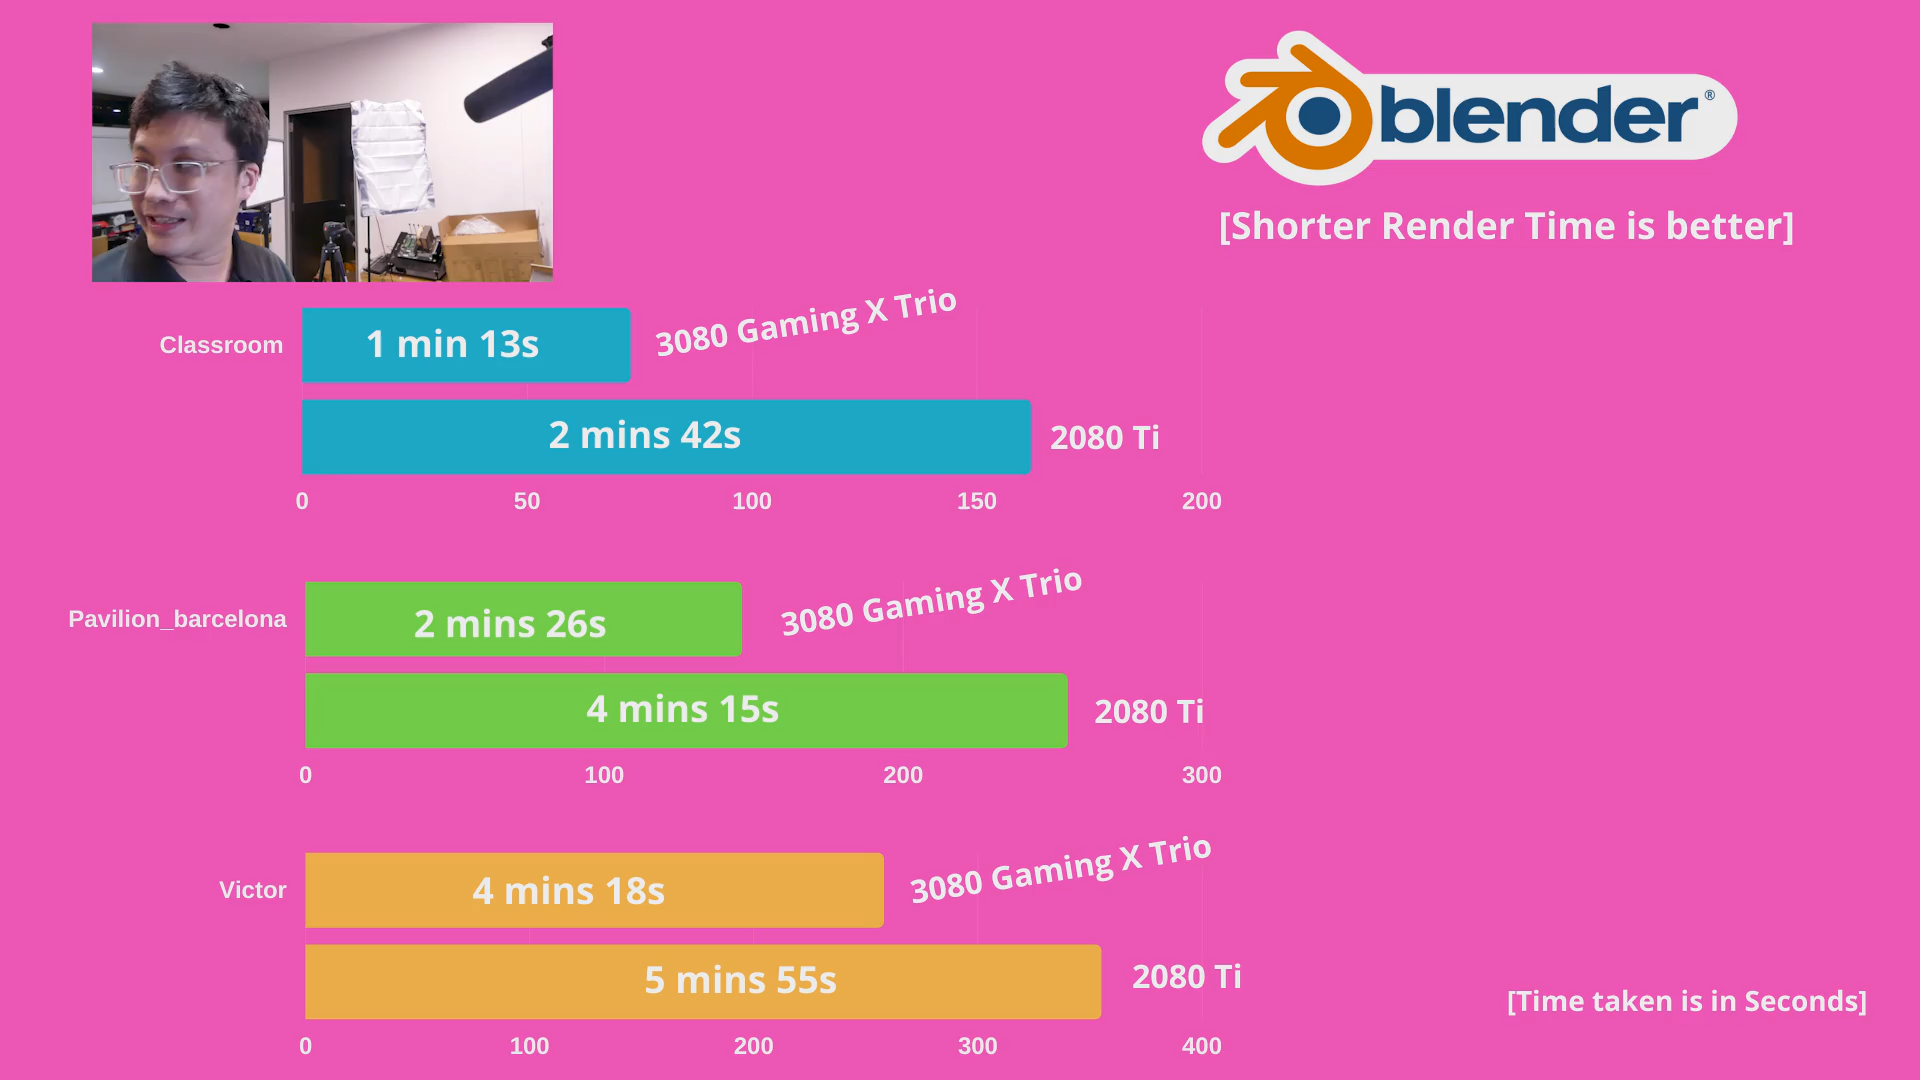 blender®
[Shorter Render Time is better]
Classroom
1 min 13s
3080 Gaming X Trio
2 mins 42s
2080 Ti
0 50 100 150 200
Pavilion_barcelona
2 mins 26s
3080 Gaming X Trio
4 mins 15s
2080 Ti
0 100 200 300
Victor
4 mins 18s
3080 Gaming X Trio
5 mins 55s
2080 Ti
[Time taken is in Seconds]
0 100 200 300 400